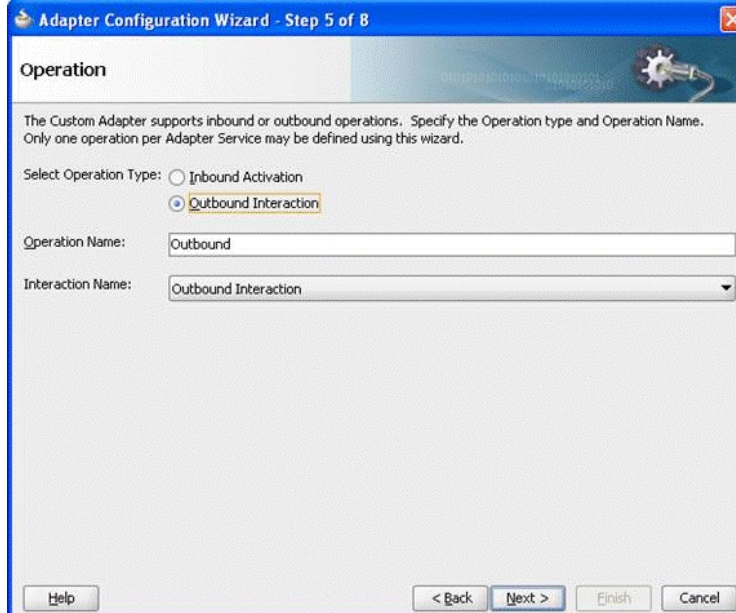 Adapter Configuration Wizard - Step 5 of 8
Operation
The Custom Adapter supports inbound or outbound operations. Specify the Operation type and Operation Name.
Only one operation per Adapter Service may be defined using this wizard.
Select Operation Type:
Inbound Activation
Outbound Interaction
Operation Name: Outbound
Interaction Name: Outbound Interaction
Help < Back Next > Finish Cancel